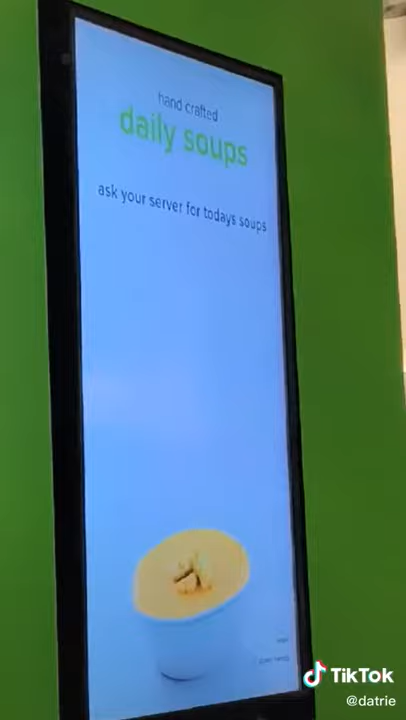 hand crafted
daily soups
ask your server for todays soups
TikTok
@datrie